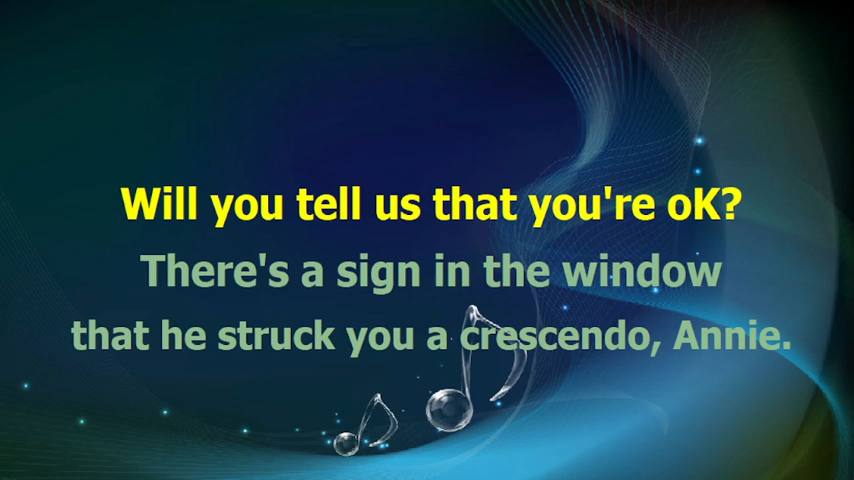 Will you tell us that you're oK?
There's a sign in the window
that he struck you a crescendo, Annie.